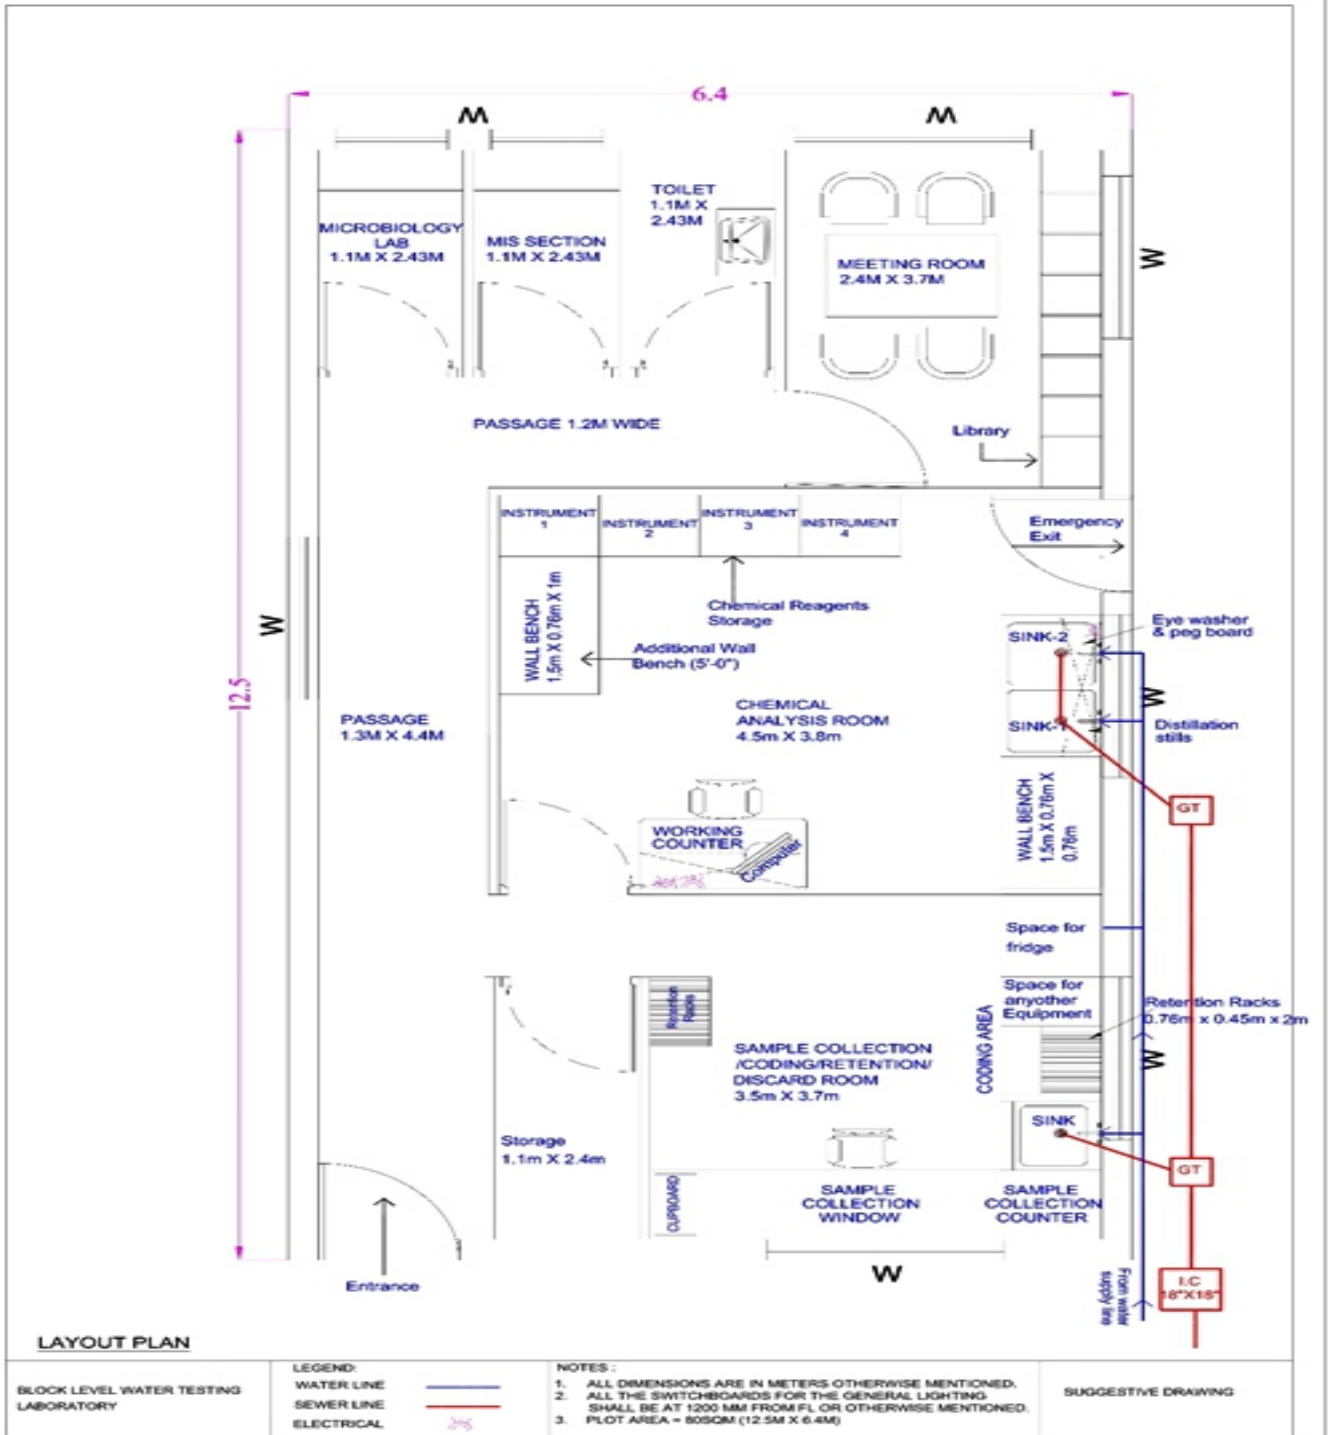 6.4
W
W
TOILET
1.1M X
2.43M
MICROBIOLOGY
LAB
1.1M X 2.43M
MIS SECTION
1.1M X 2.43M
MEETING ROOM
2.4M X 3.7M
W
PASSAGE 1.2M WIDE
Library
INSTRUMENT
1
INSTRUMENT
2
INSTRUMENT
3
INSTRUMENT
4
Emergency
Exit
WALL BENCH
1.5m X 0.76m X 1m
Chemical Reagents
Storage
W
Additional Wall
Bench (5'-0")
SINK-2
Eye washer
& peg board
12.5
PASSAGE
1.3M X 4.4M
CHEMICAL
ANALYSIS ROOM
4.5m X 3.8m
SINK-1
W
Distillation
stills
WALL BENCH
1.5m X 0.76m X
0.76m
GT
WORKING
COUNTER
Computer
Space for
fridge
Retention
Racks
Space for
anyother
Equipment
Retention Racks
0.76m x 0.45m x 2m
CODING AREA
SAMPLE COLLECTION
/CODING/RETENTION/
DISCARD ROOM
3.5m X 3.7m
W
SINK
Storage
1.1m X 2.4m
GT
CUPBOARD
SAMPLE
COLLECTION
WINDOW
SAMPLE
COLLECTION
COUNTER
W
Entrance
From water
supply line
I.C
18"X18"
LAYOUT PLAN
BLOCK LEVEL WATER TESTING
LABORATORY
LEGEND:
WATER LINE
SEWER LINE
ELECTRICAL
NOTES :
1. ALL DIMENSIONS ARE IN METERS OTHERWISE MENTIONED.
2. ALL THE SWITCHBOARDS FOR THE GENERAL LIGHTING
SHALL BE AT 1200 MM FROM FL OR OTHERWISE MENTIONED.
3. PLOT AREA = 80SQM (12.5M X 6.4M)
SUGGESTIVE DRAWING